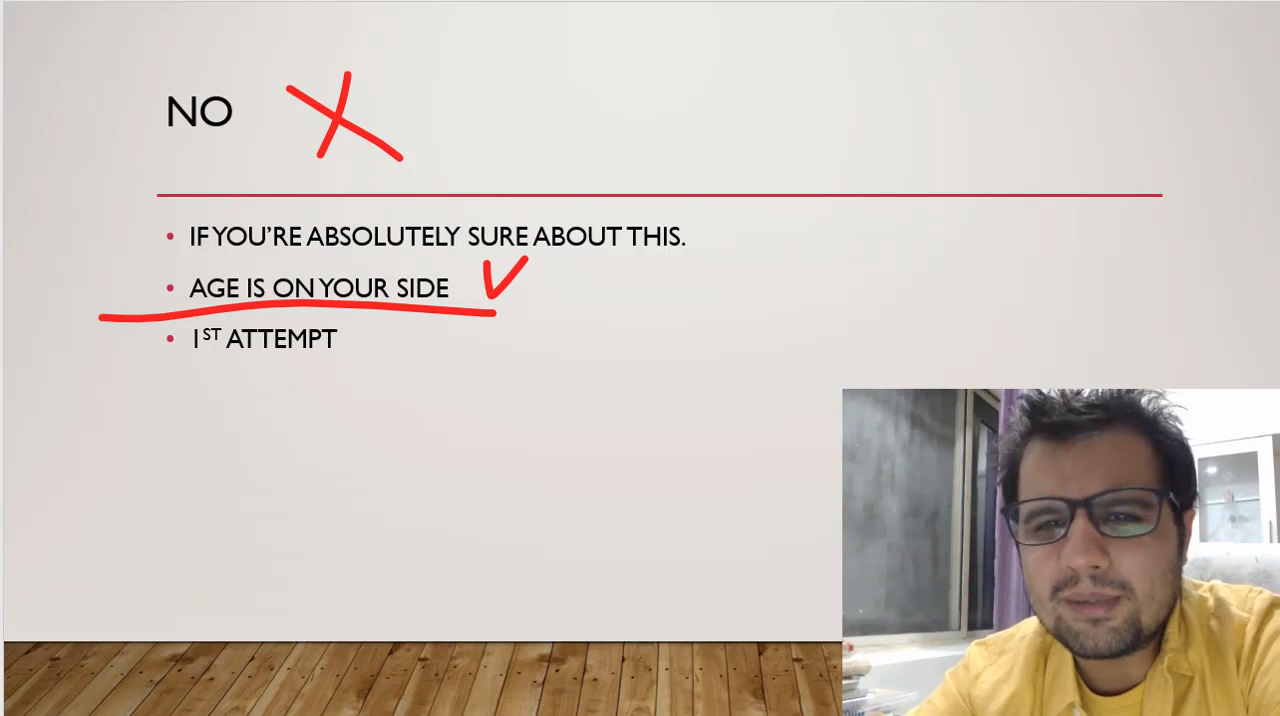 NO
IF YOU'RE ABSOLUTELY SURE ABOUT THIS.
AGE IS ON YOUR SIDE
1ST ATTEMPT